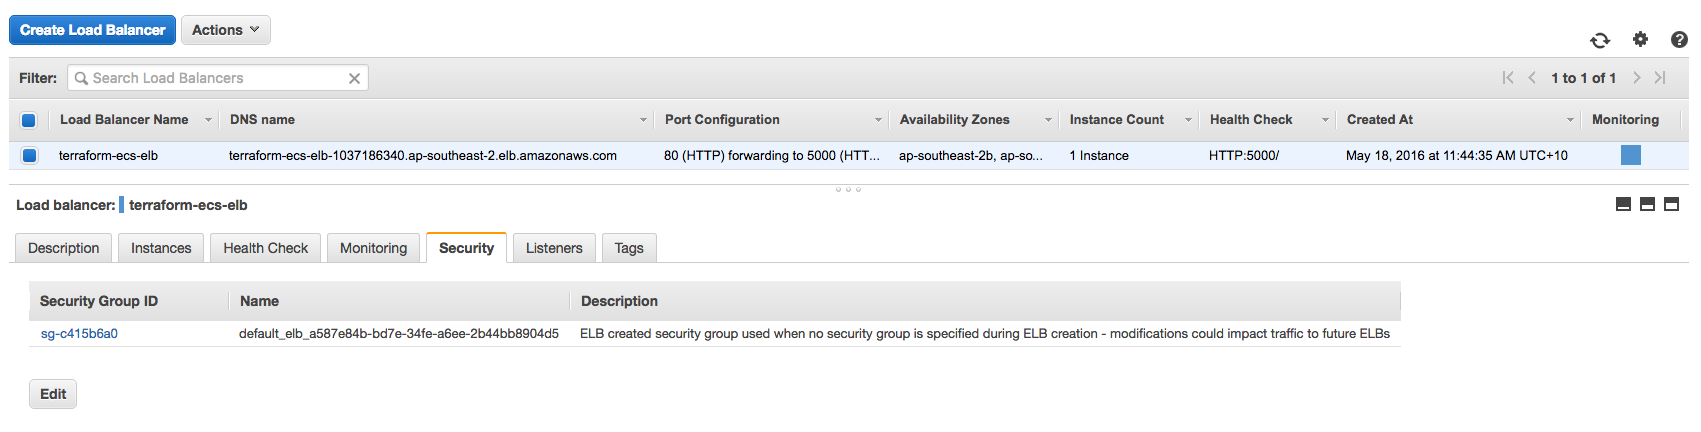 Create Load Balancer Actions
Filter: Search Load Balancers 1 to 1 of 1
Load Balancer Name DNS name Port Configuration Availability Zones Instance Count Health Check Created At Monitoring
terraform-ecs-elb terraform-ecs-elb-1037186340.ap-southeast-2.elb.amazonaws.com 80 (HTTP) forwarding to 5000 (HTT... ap-southeast-2b, ap-so... 1 Instance HTTP:5000/ May 18, 2016 at 11:44:35 AM UTC+10
Load balancer: terraform-ecs-elb
Description Instances Health Check Monitoring Security Listeners Tags
Security Group ID Name Description
sg-c415b6a0 default_elb_a587e84b-bd7e-34fe-a6ee-2b44bb8904d5 ELB created security group used when no security group is specified during ELB creation - modifications could impact traffic to future ELBs
Edit